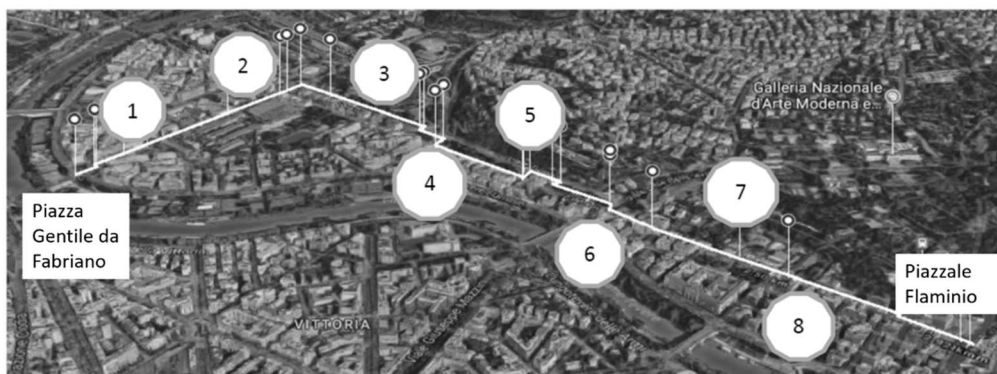 1
2
3
Galleria Nazionale
d'Arte Moderna e...
5
4
7
Piazza
Gentile da
Fabriano
6
Piazzale
Flaminio
VITTORIA
8